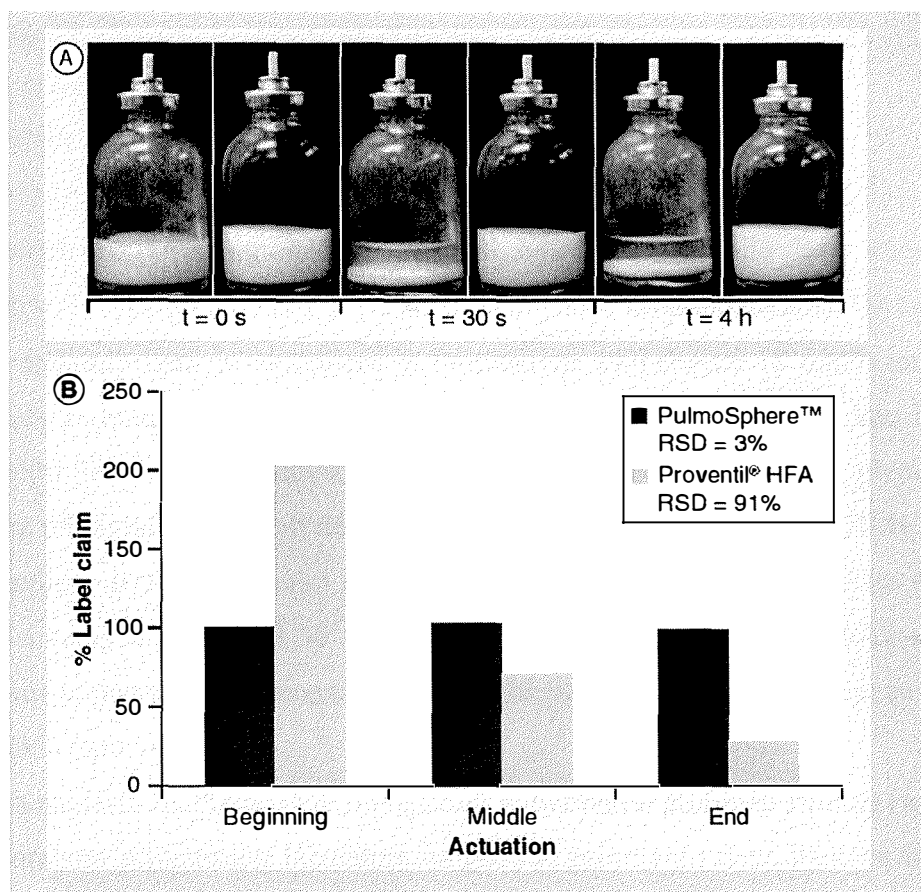 A
t = 0 s
t = 30 s
t = 4 h
B
250
200
150
100
50
0
% Label claim
PulmoSphere™
RSD = 3%
Proventil® HFA
RSD = 91%
Beginning
Middle
End
Actuation